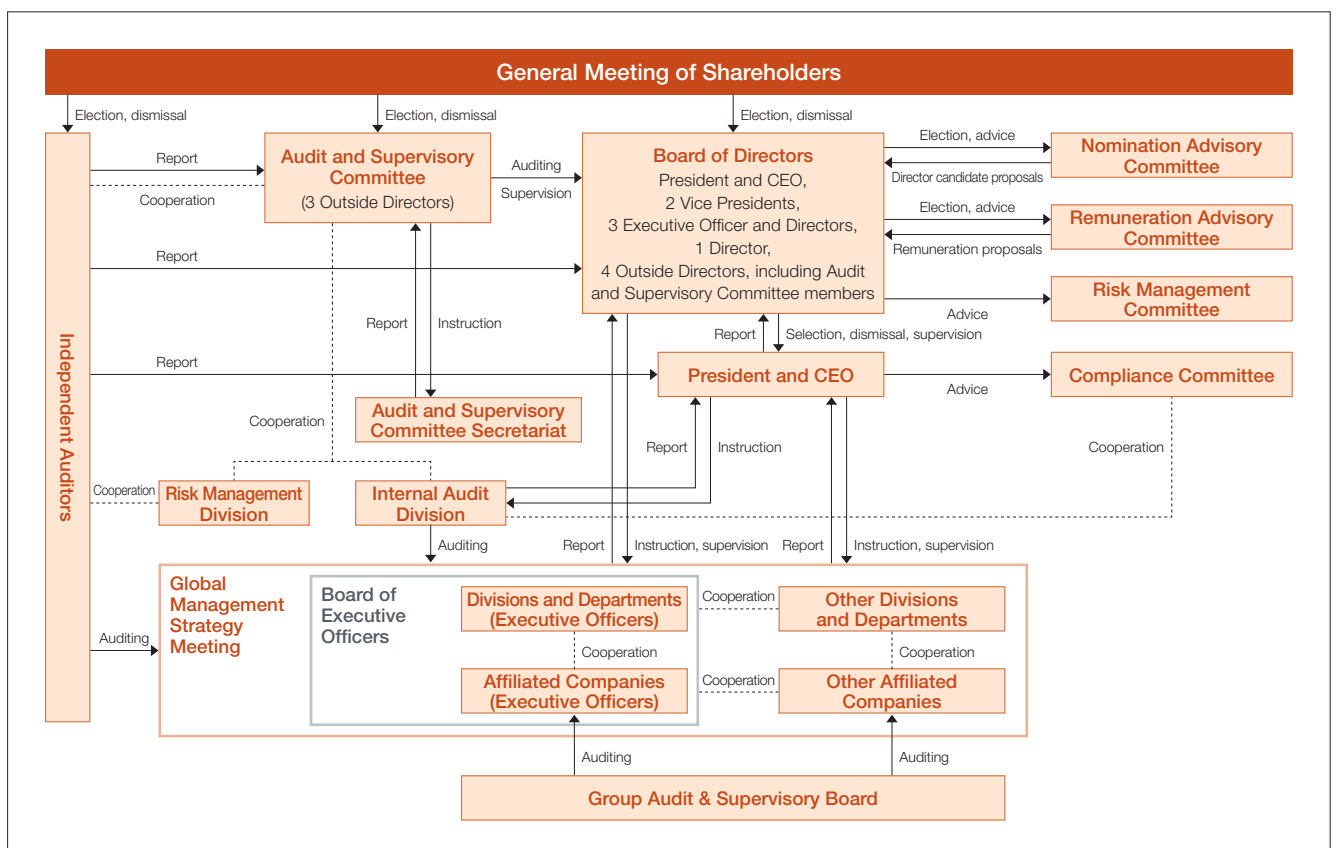 General Meeting of Shareholders
Election, dismissal
Election, dismissal
Election, dismissal
Independent Auditors
Report
Cooperation
Audit and Supervisory
Committee
(3 Outside Directors)
Auditing
Supervision
Board of Directors
President and CEO,
2 Vice Presidents,
3 Executive Officer and Directors,
1 Director,
4 Outside Directors, including Audit
and Supervisory Committee members
Election, advice
Director candidate proposals
Nomination Advisory
Committee
Election, advice
Remuneration proposals
Remuneration Advisory
Committee
Report
Advice
Risk Management
Committee
Report
Instruction
Report
Selection, dismissal, supervision
Report
President and CEO
Advice
Compliance Committee
Cooperation
Audit and Supervisory
Committee Secretariat
Report
Instruction
Cooperation
Cooperation
Risk Management
Division
Internal Audit
Division
Auditing
Report
Instruction, supervision
Report
Instruction, supervision
Auditing
Global
Management
Strategy
Meeting
Board of
Executive
Officers
Divisions and Departments
(Executive Officers)
Cooperation
Other Divisions
and Departments
Cooperation
Cooperation
Affiliated Companies
(Executive Officers)
Cooperation
Other Affiliated
Companies
Auditing
Auditing
Group Audit & Supervisory Board